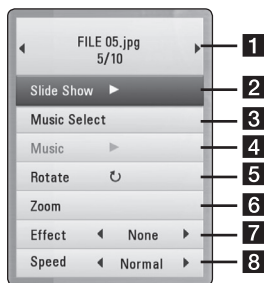 FILE 05.jpg 1
5/10
Slide Show 2
Music Select 3
Music 4
Rotate 5
Zoom 6
Effect None 7
Speed Normal 8